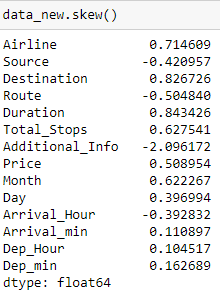 data_new.skew()
Airline 0.714609
Source -0.420957
Destination 0.826726
Route -0.504840
Duration 0.843426
Total_Stops 0.627541
Additional_Info -2.096172
Price 0.508954
Month 0.622267
Day 0.396994
Arrival_Hour -0.392832
Arrival_min 0.110897
Dep_Hour 0.104517
Dep_min 0.162689
dtype: float64